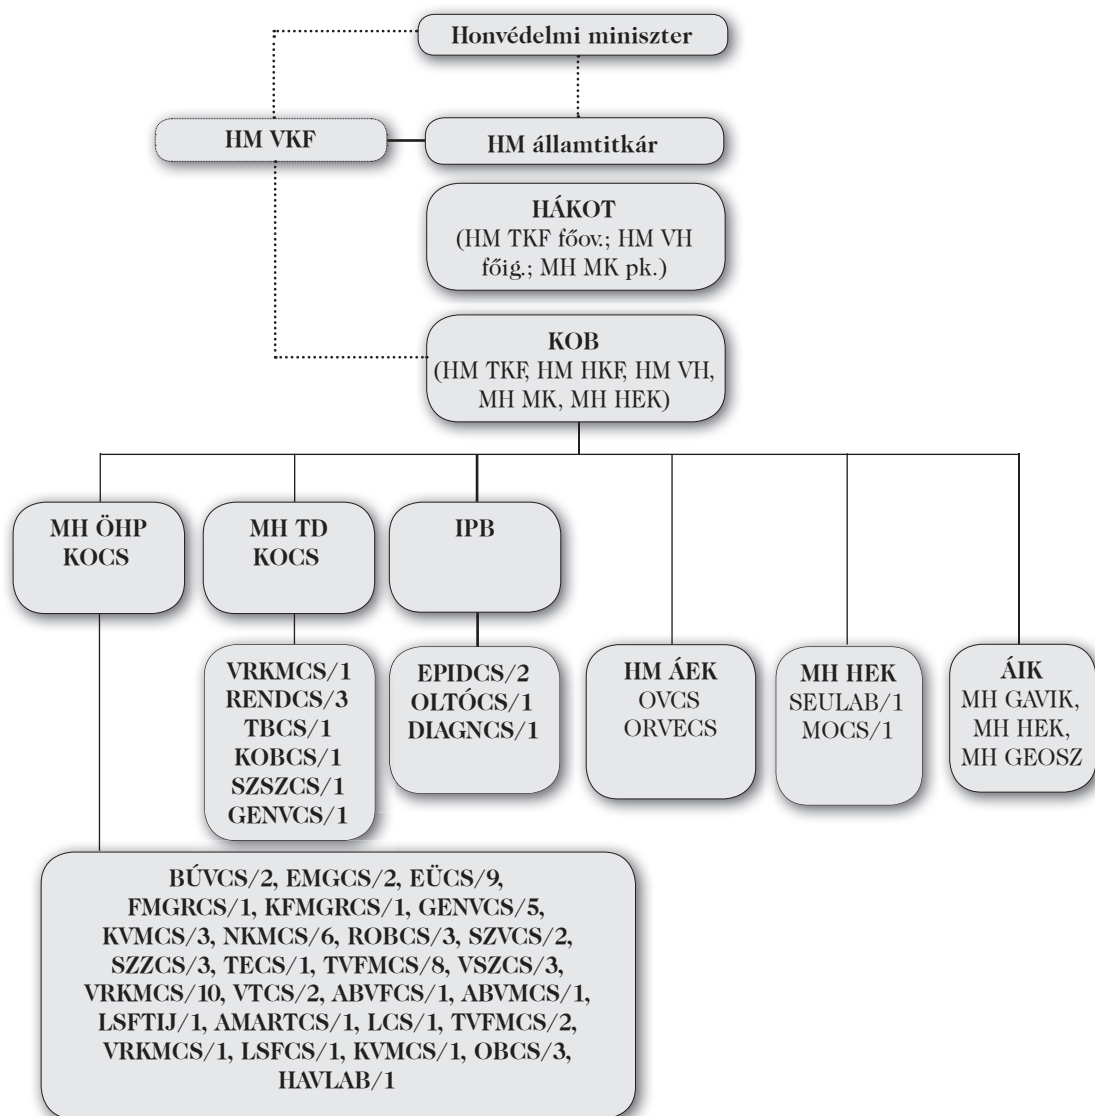 Honvédelmi miniszter
HM VKF
HM államtitkár
HÁKOT
(HM TKF főov.; HM VH
főig.; MH MK pk.)
KOB
(HM TKF, HM HKF, HM VH,
MH MK, MH HEK)
MH ÖHP
KOCS
MH TD
KOCS
IPB
VRKMCS/1
RENDCS/3
TBCS/1
KOBCS/1
SZSZCS/1
GENVCS/1
EPIDCS/2
OLTÓCS/1
DIAGNCS/1
HM ÁEK
OVCS
ORVECS
MH HEK
SEULAB/1
MOCS/1
ÁIK
MH GAVIK,
MH HEK,
MH GEOSZ
BÚVCS/2, EMGCS/2, EÜCS/9,
FMGRCS/1, KFMGRCS/1, GENVCS/5,
KVMCS/3, NKMCS/6, ROBCS/3, SZVCS/2,
SZZCS/3, TECS/1, TVFMCS/8, VSZCS/3,
VRKMCS/10, VTCS/2, ABVFCS/1, ABVMCS/1,
LSFTIJ/1, AMARTCS/1, LCS/1, TVFMCS/2,
VRKMCS/1, LSFCS/1, KVMCS/1, OBCS/3,
HAVLAB/1